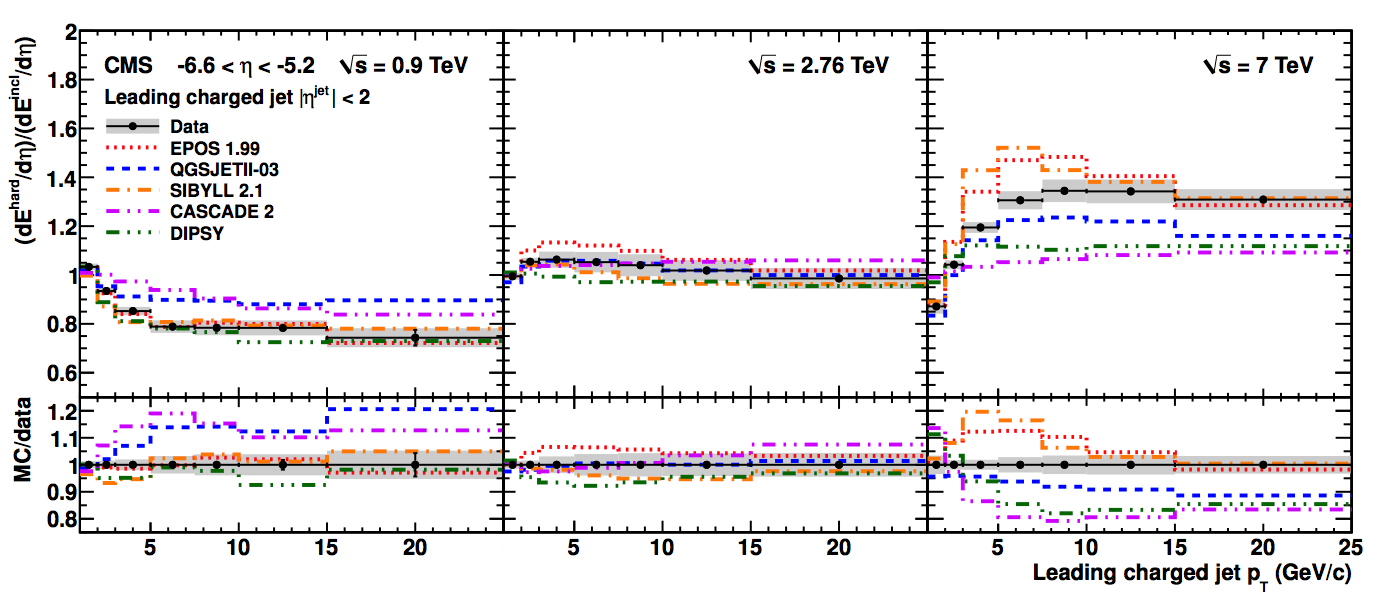 (dE^hard/dη)/(dE^incl/dη)
2
1.8
1.6
1.4
1.2
1
0.8
0.6
CMS -6.6 < η < -5.2 √s = 0.9 TeV
Leading charged jet |η^jet| < 2
Data
EPOS 1.99
QGSJETII-03
SIBYLL 2.1
CASCADE 2
DIPSY
√s = 2.76 TeV
√s = 7 TeV
MC/data
1.2
1.1
1
0.9
0.8
5 10 15 20 5 10 15 20 5 10 15 20 25
Leading charged jet p_T (GeV/c)